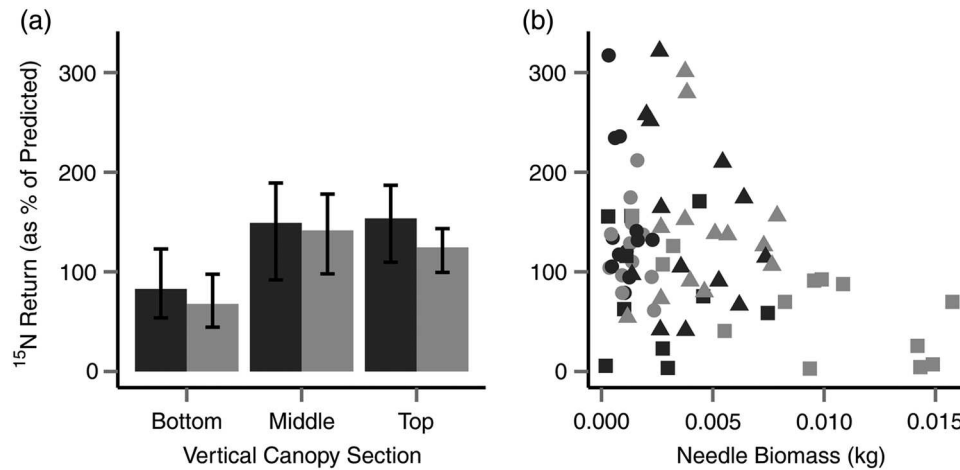 (a)
(b)
¹⁵N Return (as % of Predicted)
300
200
100
0
Bottom Middle Top
Vertical Canopy Section
300
200
100
0
0.000 0.005 0.010 0.015
Needle Biomass (kg)